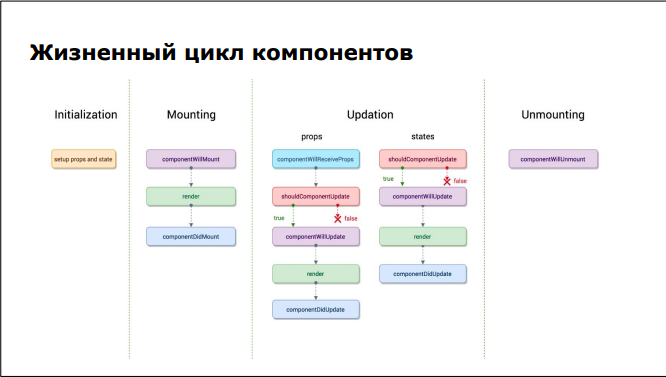 Жизненный цикл компонентов
Initialization
Mounting
Updation
Unmounting
props
states
setup props and state
componentWillMount
render
componentDidMount
componentWillReceiveProps
shouldComponentUpdate
true
false
componentWillUpdate
render
componentDidUpdate
shouldComponentUpdate
true
false
componentWillUpdate
render
componentDidUpdate
componentWillUnmount